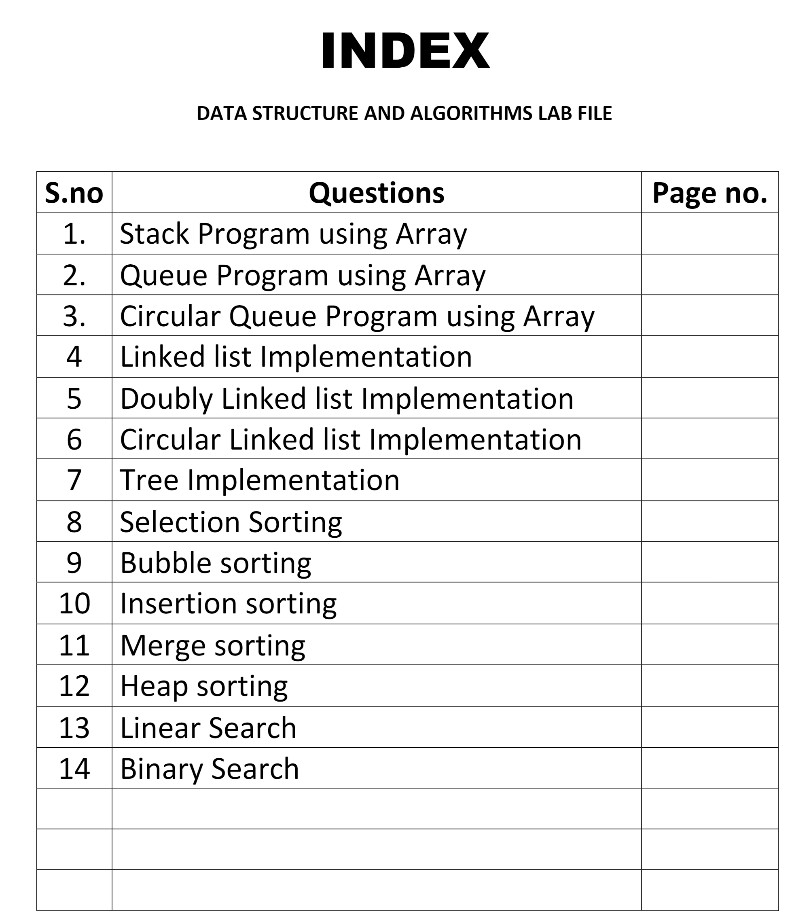 INDEX
DATA STRUCTURE AND ALGORITHMS LAB FILE
S.no Questions Page no.
1. Stack Program using Array
2. Queue Program using Array
3. Circular Queue Program using Array
4 Linked list Implementation
5 Doubly Linked list Implementation
6 Circular Linked list Implementation
7 Tree Implementation
8 Selection Sorting
9 Bubble sorting
10 Insertion sorting
11 Merge sorting
12 Heap sorting
13 Linear Search
14 Binary Search